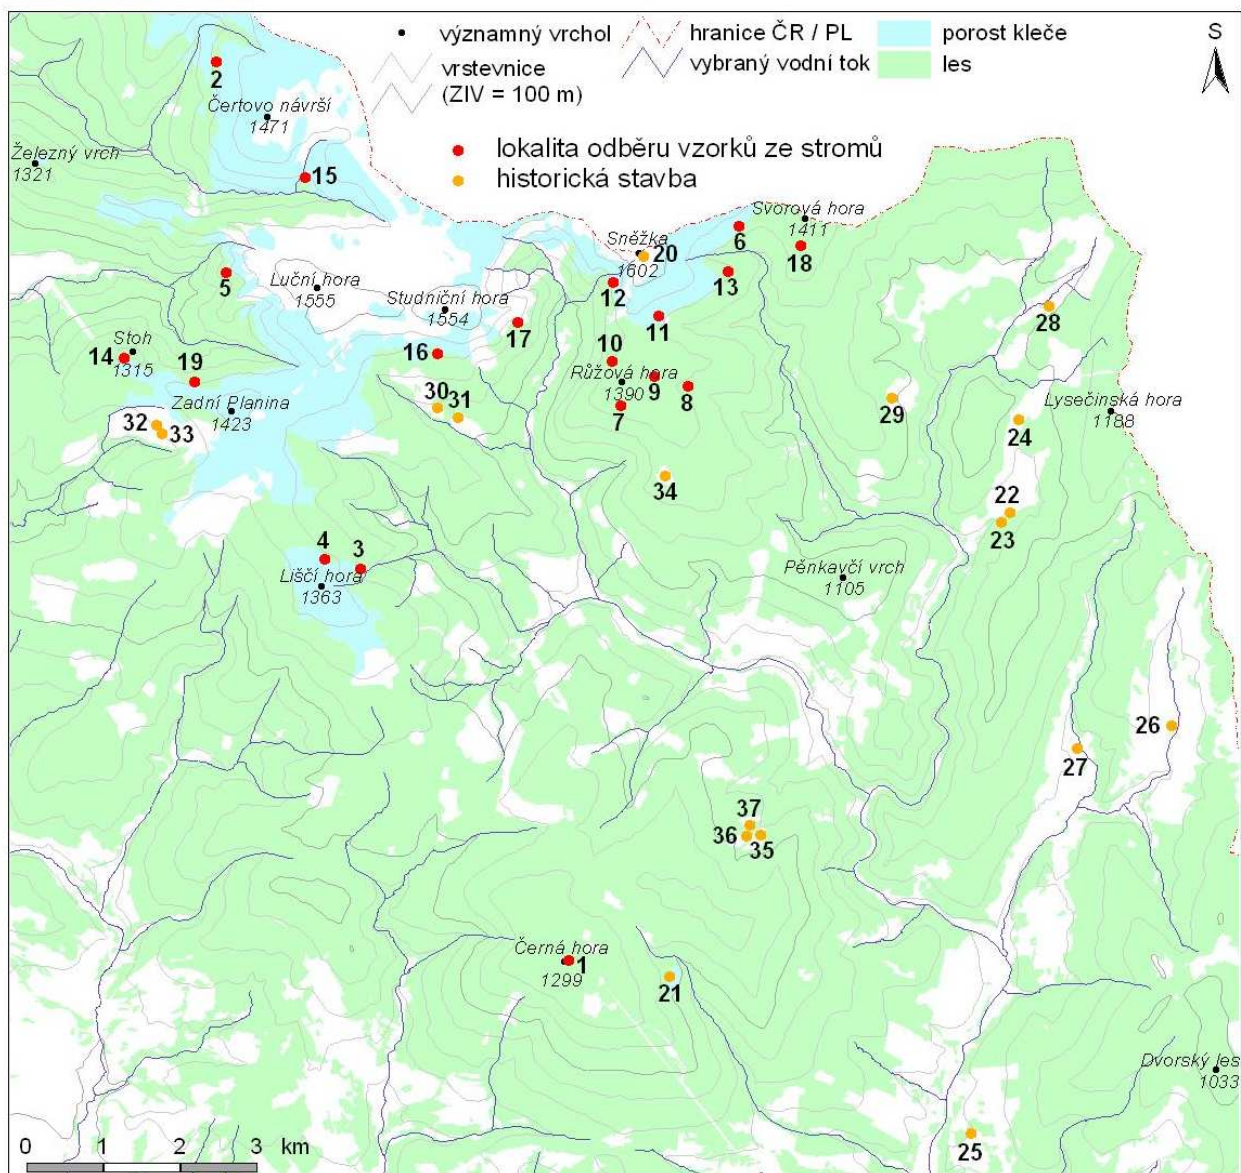 významný vrchol
hranice ČR / PL
porost kleče
S
vrstevnice
(ZIV = 100 m)
vybraný vodní tok
les
lokalita odběru vzorků ze stromů
historická stavba
2
Čertovo návrší
1471
Železný vrch
1321
15
Svorová hora
1411
6
18
Sněžka
1602
20
5
Luční hora
1555
12
13
Studniční hora
1554
11
17
28
Stoh
1315
14
19
16
10
Růžová hora
1390
9
8
7
30
31
29
Lysečinská hora
1188
24
Zadní Planina
1423
32
33
34
22
23
4
3
Liščí hora
1363
Pěnkavčí vrch
1105
26
27
37
36
35
Černá hora
1299
1
21
Dvorský les
1033
25
0 1 2 3 km